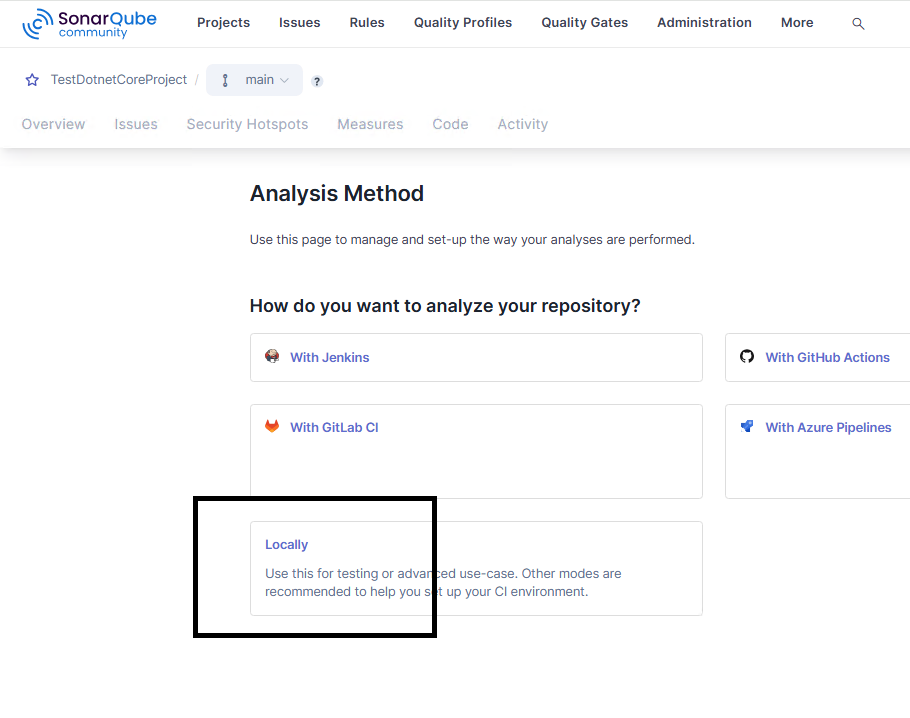 SonarQube community Projects Issues Rules Quality Profiles Quality Gates Administration More
TestDotnetCoreProject / main ?
Overview Issues Security Hotspots Measures Code Activity
Analysis Method
Use this page to manage and set-up the way your analyses are performed.
How do you want to analyze your repository?
With Jenkins With GitHub Actions
With GitLab CI With Azure Pipelines
Locally
Use this for testing or advanced use-case. Other modes are
recommended to help you set up your CI environment.